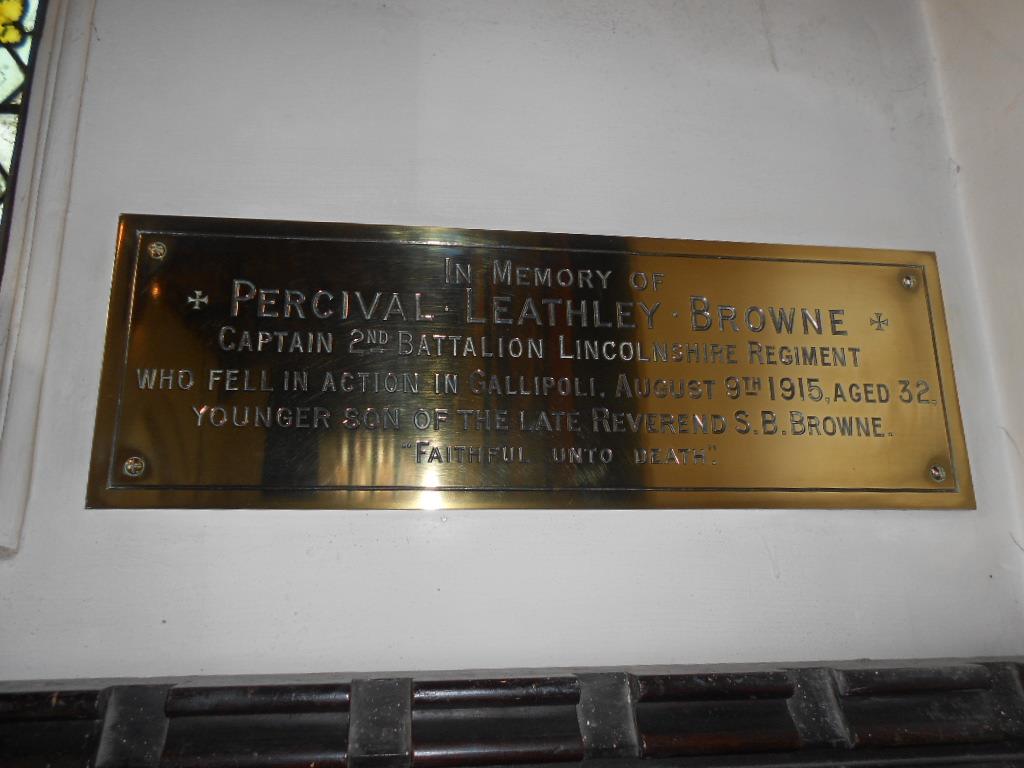 In Memory of
✠ Percival · Leathley · Browne ✠
Captain 2nd Battalion Lincolnshire Regiment
who fell in action in Gallipoli, August 9th 1915, aged 32,
younger son of the late Reverend S.B. Browne.
"Faithful unto death".